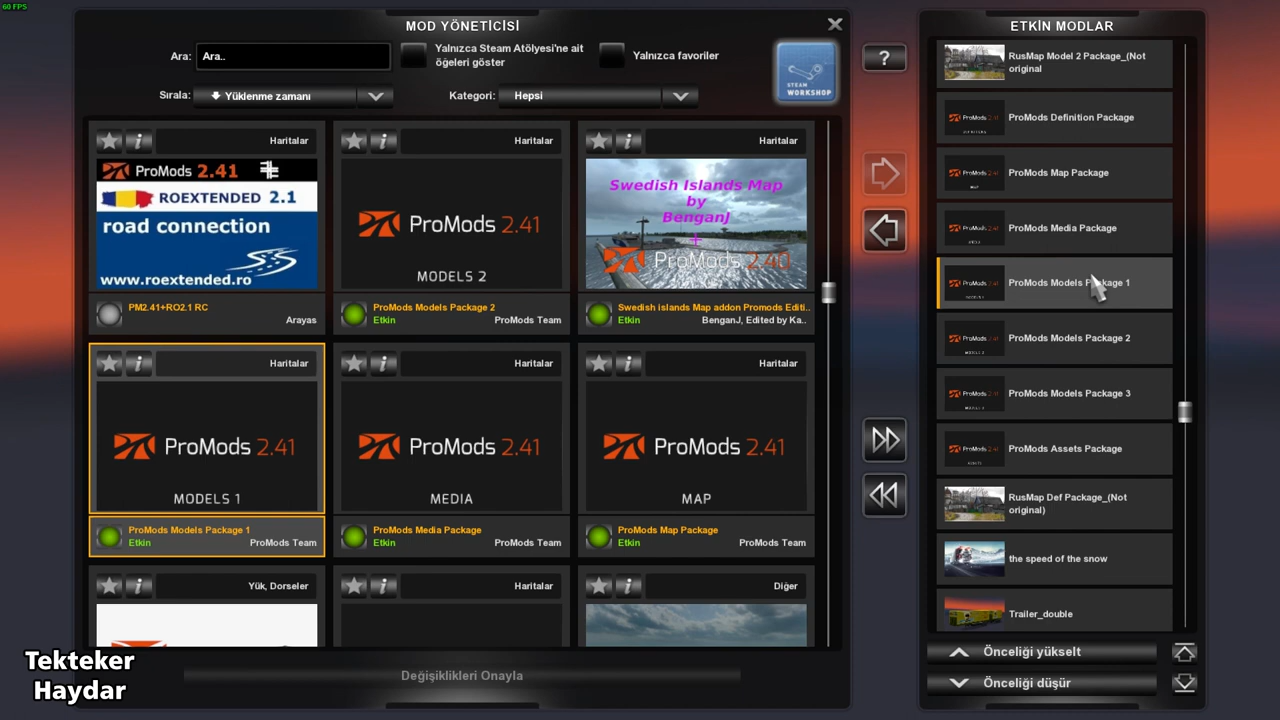 60 FPS
MOD YÖNETİCİSİ
Ara:
Ara..
Yalnızca Steam Atölyesi'ne ait
öğeleri göster
Yalnızca favoriler
STEAM
WORKSHOP
Sırala:
Yüklenme zamanı
Kategori:
Hepsi
Haritalar
ProMods 2.41
ROEXTENDED 2.1
road connection
www.roextended.ro
PM2.41+RO2.1 RC
Arayas
Haritalar
ProMods 2.41
MODELS 2
ProMods Models Package 2
Etkin
ProMods Team
Haritalar
Swedish Islands Map
by
BenganJ
+
ProMods 2.40
Swedish islands Map addon Promods Editi..
Etkin
BenganJ, Edited by Ka..
Haritalar
ProMods 2.41
MODELS 1
ProMods Models Package 1
Etkin
ProMods Team
Haritalar
ProMods 2.41
MEDIA
ProMods Media Package
Etkin
ProMods Team
Haritalar
ProMods 2.41
MAP
ProMods Map Package
Etkin
ProMods Team
Yük, Dorseler
Haritalar
Diğer
Değişiklikleri Onayla
Tekteker
Haydar
?
ETKİN MODLAR
RusMap Model 2 Package_(Not
original
ProMods Definition Package
ProMods Map Package
ProMods Media Package
ProMods Models Package 1
ProMods Models Package 2
ProMods Models Package 3
ProMods Assets Package
RusMap Def Package_(Not
original)
the speed of the snow
Trailer_double
Önceliği yükselt
Önceliği düşür